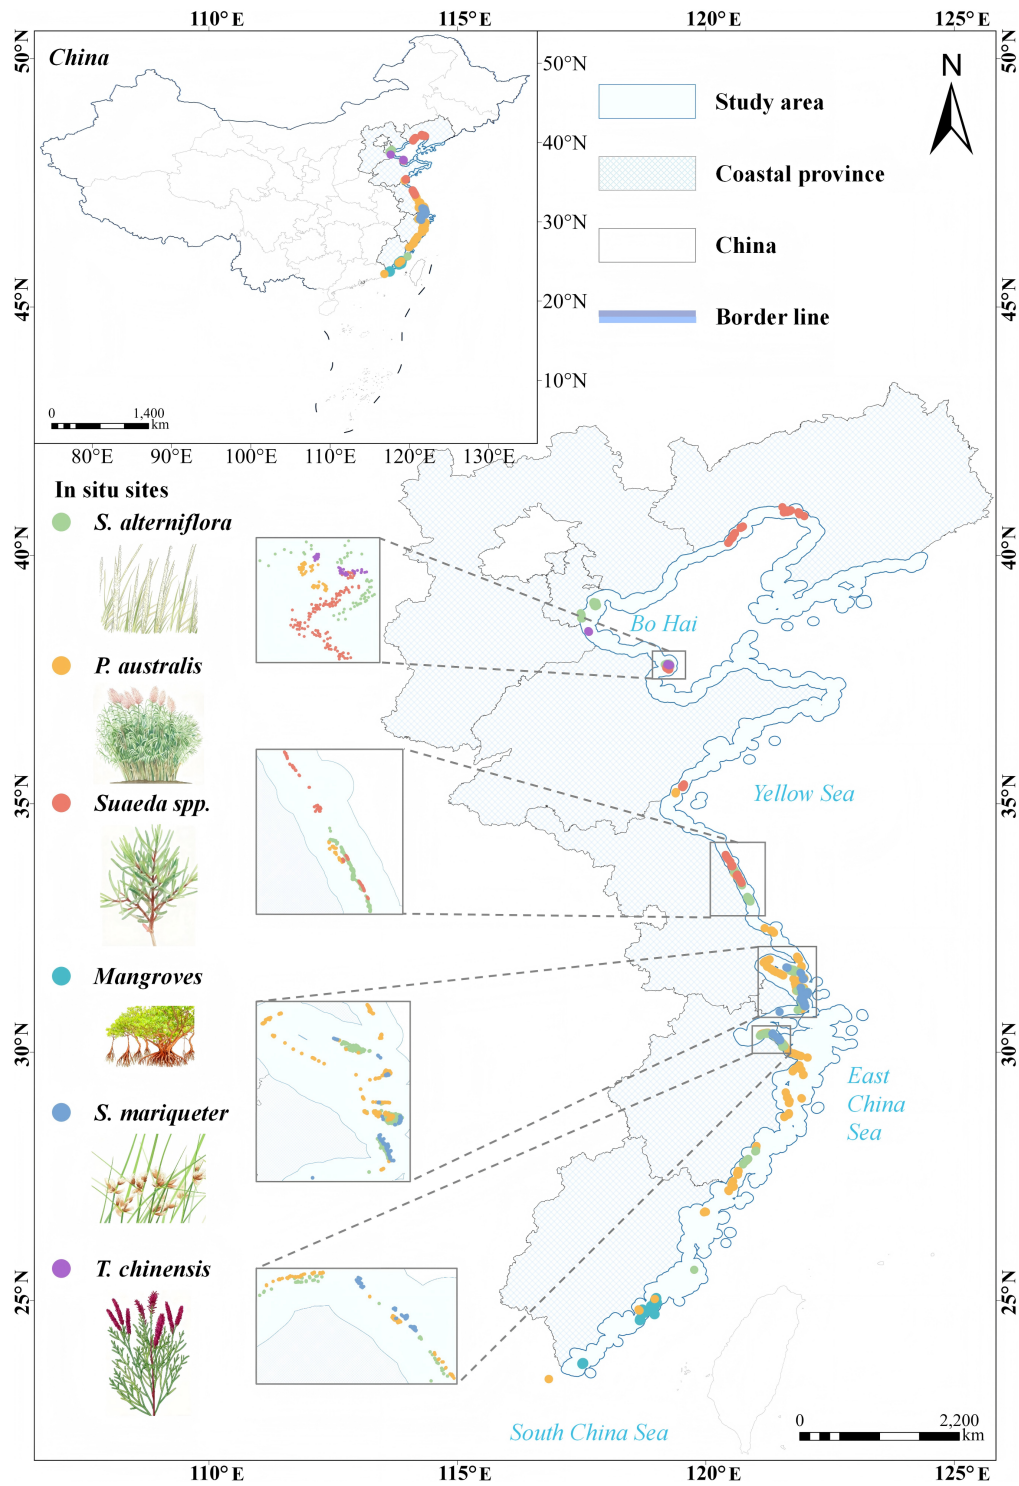 110°E 115°E 120°E 125°E
50°N
China
50°N
40°N
30°N
20°N
10°N
0 1,400
km
80°E 90°E 100°E 110°E 120°E 130°E
N
Study area
Coastal province
China
Border line
50°N
45°N
45°N
In situ sites
S. alterniflora
P. australis
Suaeda spp.
Mangroves
S. mariqueter
T. chinensis
40°N
40°N
35°N
35°N
30°N
30°N
25°N
25°N
Bo Hai
Yellow Sea
East
China
Sea
South China Sea
0 2,200
km
110°E 115°E 120°E 125°E